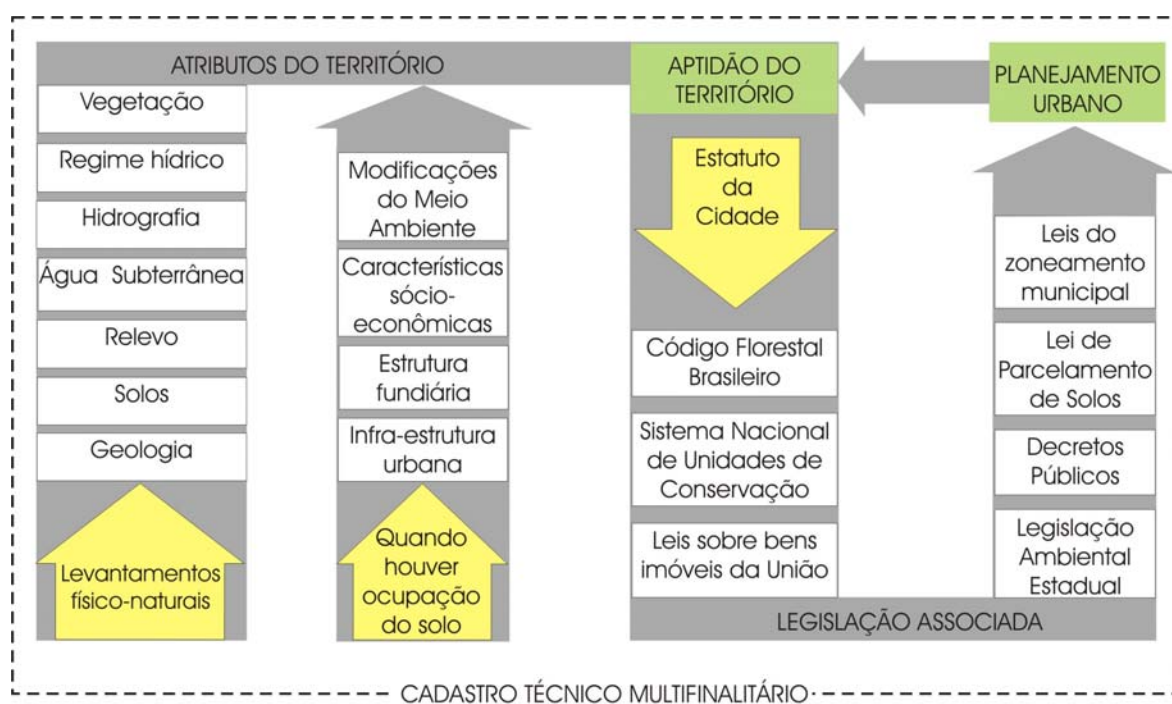 ATRIBUTOS DO TERRITÓRIO
Vegetação
Regime hídrico
Hidrografia
Água Subterrânea
Relevo
Solos
Geologia
Levantamentos
físico-naturais
Modificações
do Meio
Ambiente
Características
sócio-
econômicas
Estrutura
fundiária
Infra-estrutura
urbana
Quando
houver
ocupação
do solo
APTIDÃO DO
TERRITÓRIO
Estatuto
da
Cidade
Código Florestal
Brasileiro
Sistema Nacional
de Unidades de
Conservação
Leis sobre bens
imóveis da União
PLANEJAMENTO
URBANO
Leis do
zoneamento
municipal
Lei de
Parcelamento
de Solos
Decretos
Públicos
Legislação
Ambiental
Estadual
LEGISLAÇÃO ASSOCIADA
CADASTRO TÉCNICO MULTIFINALITÁRIO